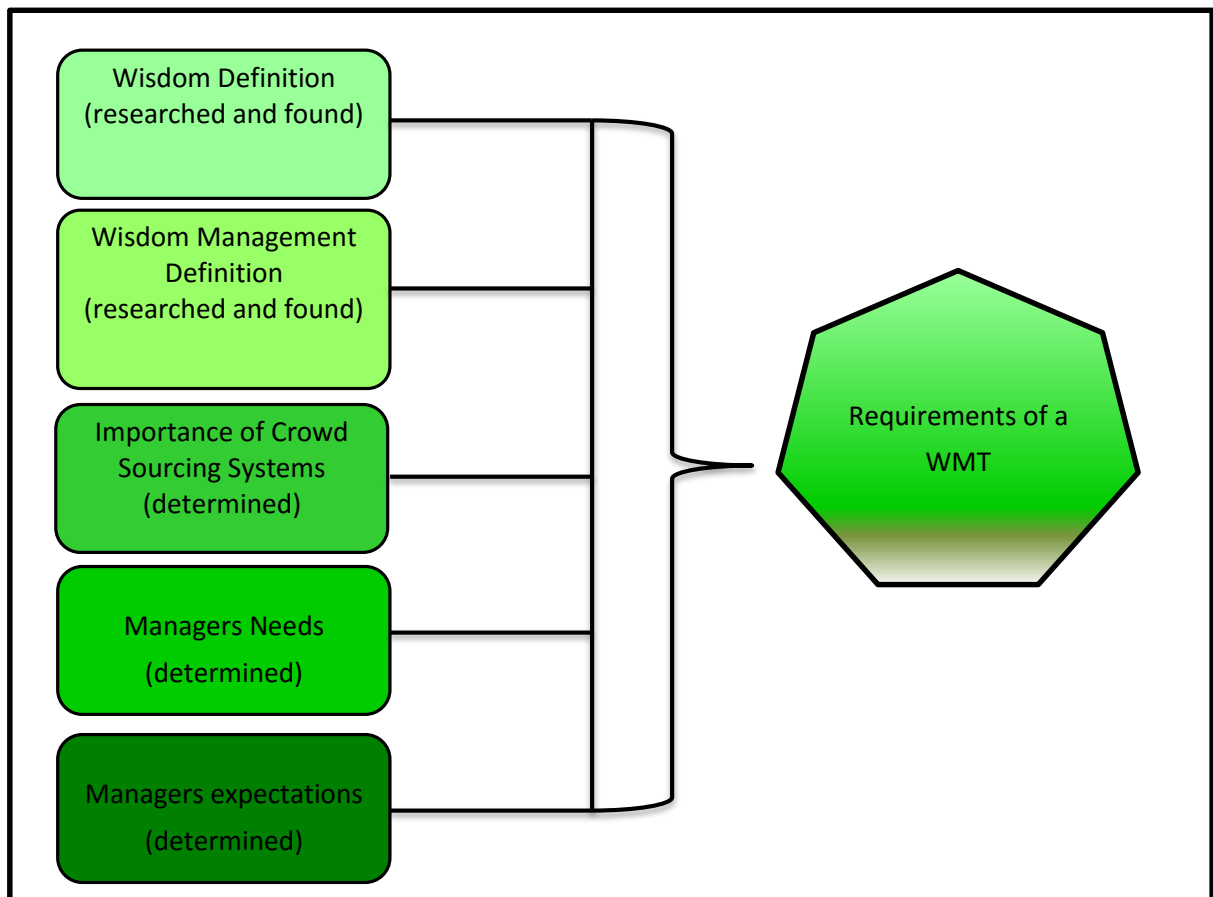 Wisdom Definition
(researched and found)
Wisdom Management
Definition
(researched and found)
Importance of Crowd
Sourcing Systems
(determined)
Managers Needs
(determined)
Managers expectations
(determined)
Requirements of a
WMT